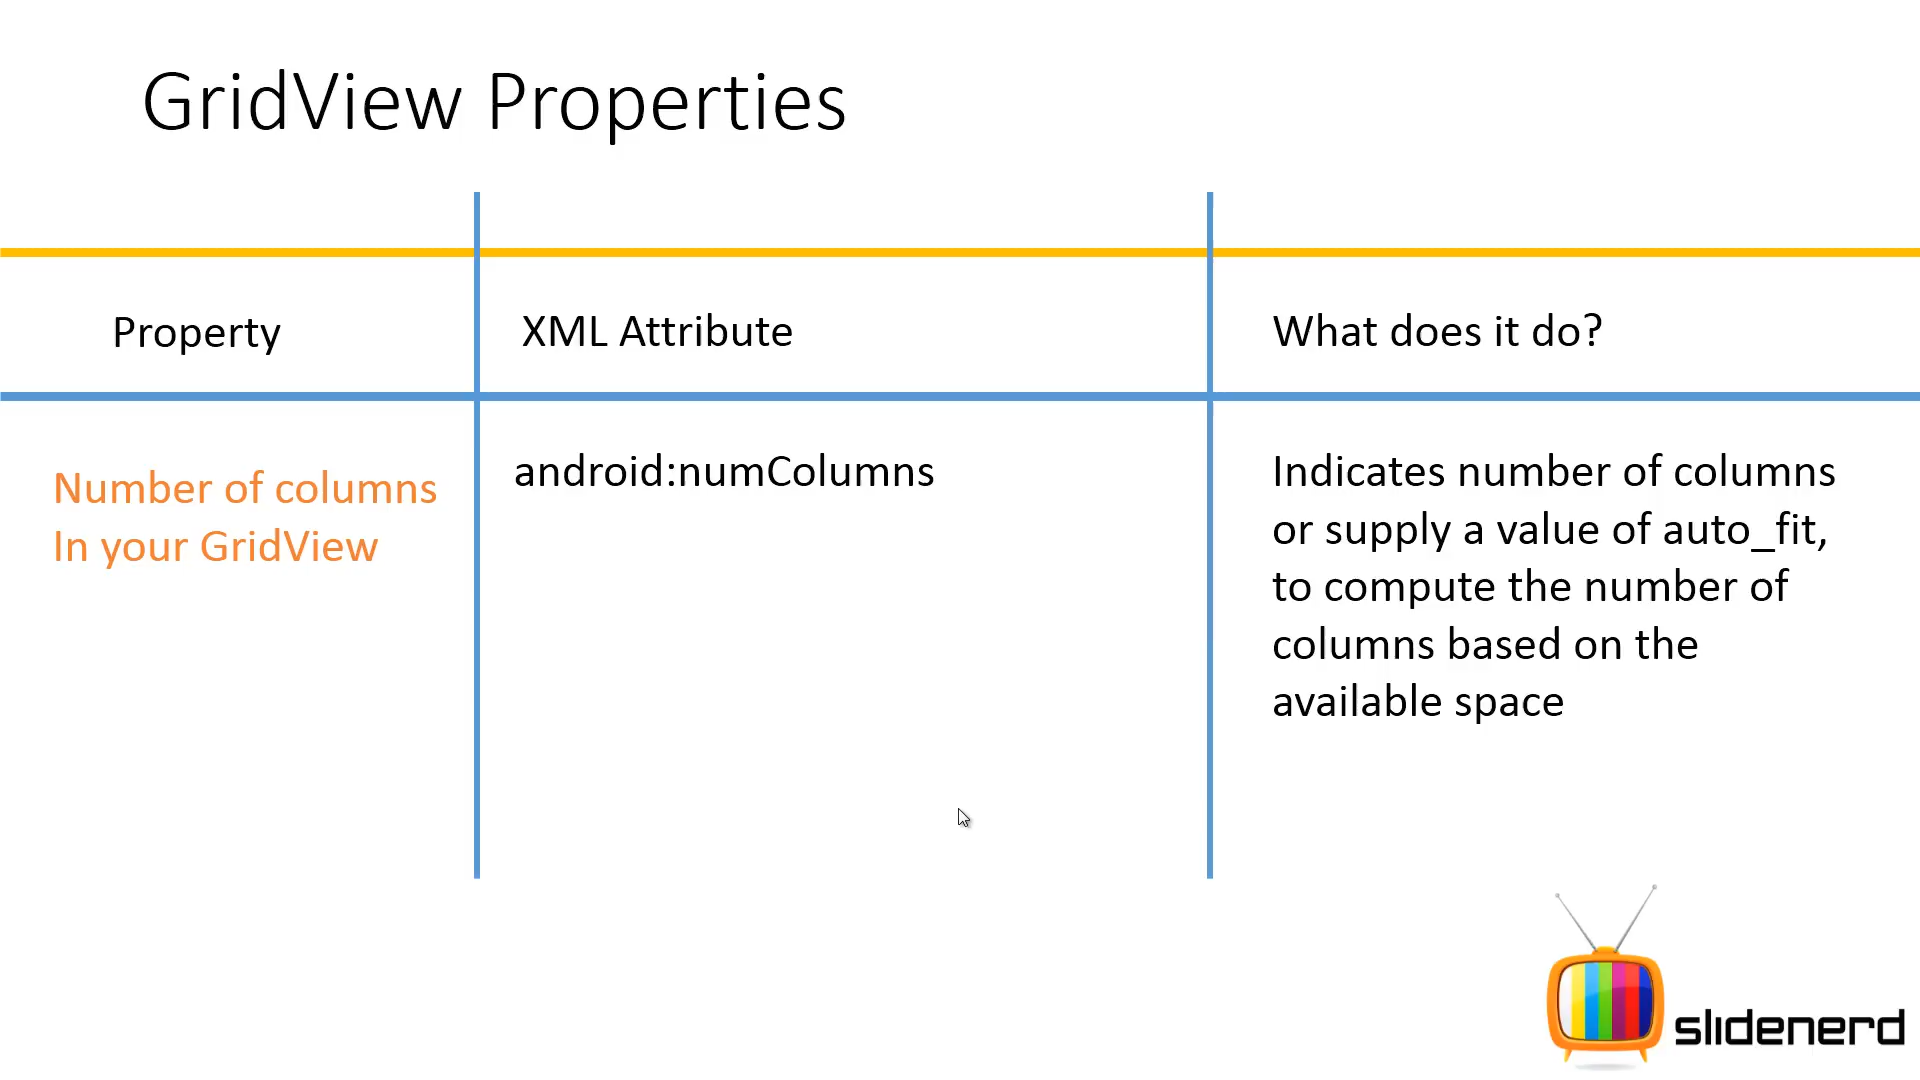 GridView Properties
Property
XML Attribute
What does it do?
Number of columns
In your GridView
android:numColumns
Indicates number of columns
or supply a value of auto_fit,
to compute the number of
columns based on the
available space
slidenerd